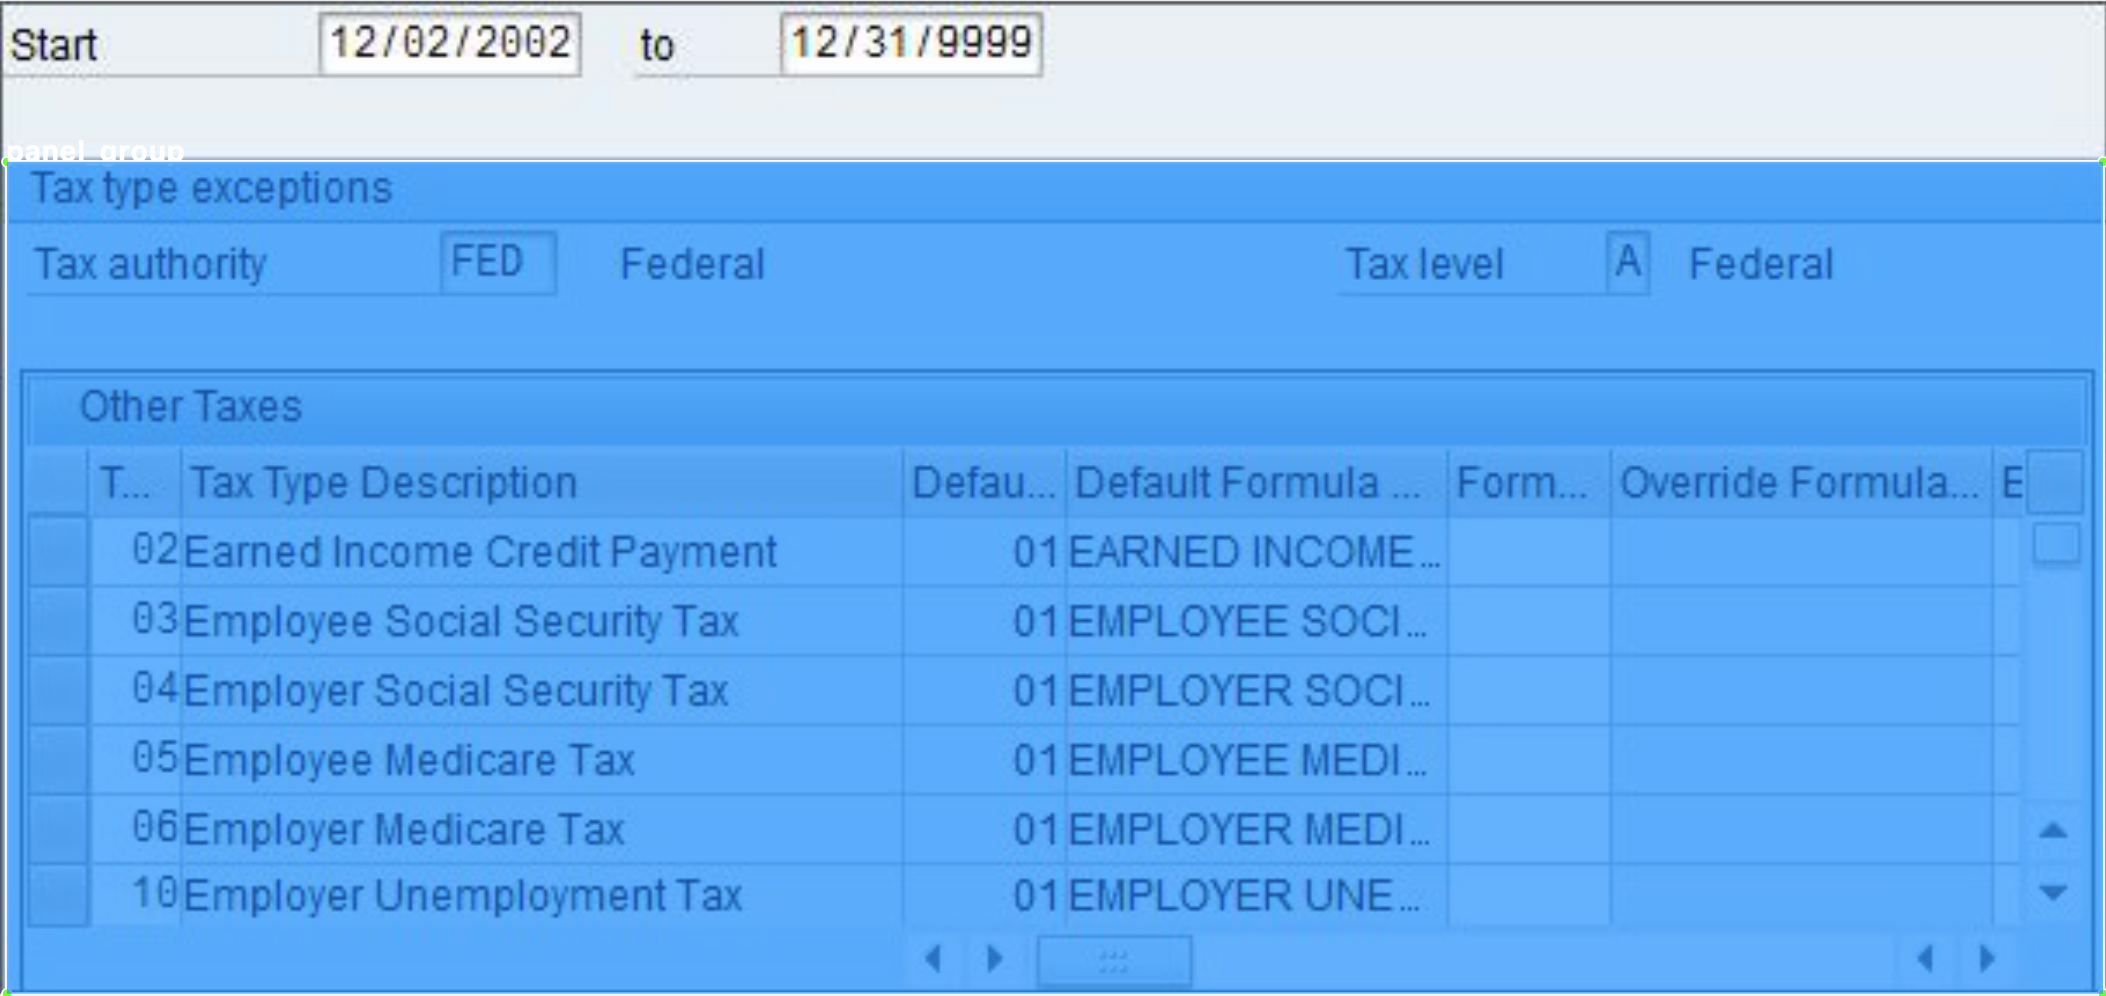 Start 12/02/2002 to 12/31/9999
panel_group
Tax type exceptions
Tax authority FED Federal Tax level A Federal
Other Taxes
T... Tax Type Description Defau... Default Formula ... Form... Override Formula... E
02 Earned Income Credit Payment 01 EARNED INCOME...
03 Employee Social Security Tax 01 EMPLOYEE SOCI...
04 Employer Social Security Tax 01 EMPLOYER SOCI...
05 Employee Medicare Tax 01 EMPLOYEE MEDI...
06 Employer Medicare Tax 01 EMPLOYER MEDI...
10 Employer Unemployment Tax 01 EMPLOYER UNE...